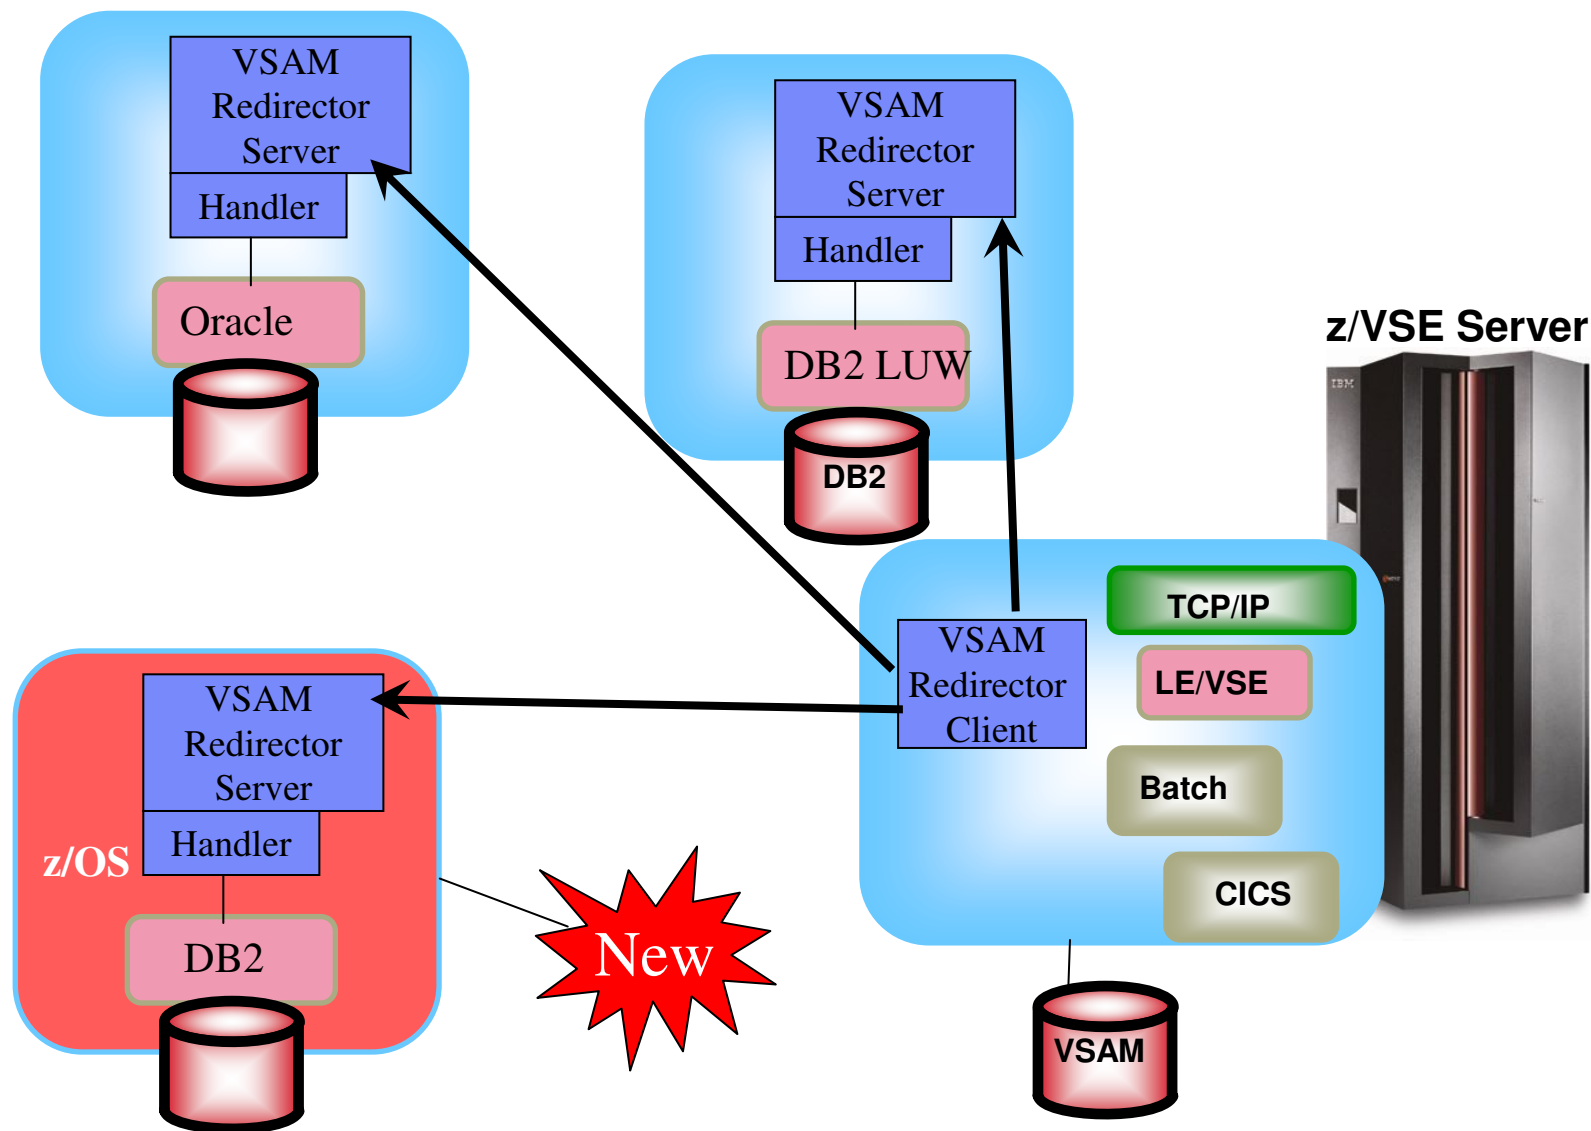 VSAM
Redirector
Server
Handler
Oracle
VSAM
Redirector
Server
Handler
DB2 LUW
DB2
z/VSE Server
IBM
TCP/IP
LE/VSE
Batch
CICS
VSAM
Redirector
Client
VSAM
z/OS
VSAM
Redirector
Server
Handler
DB2
New